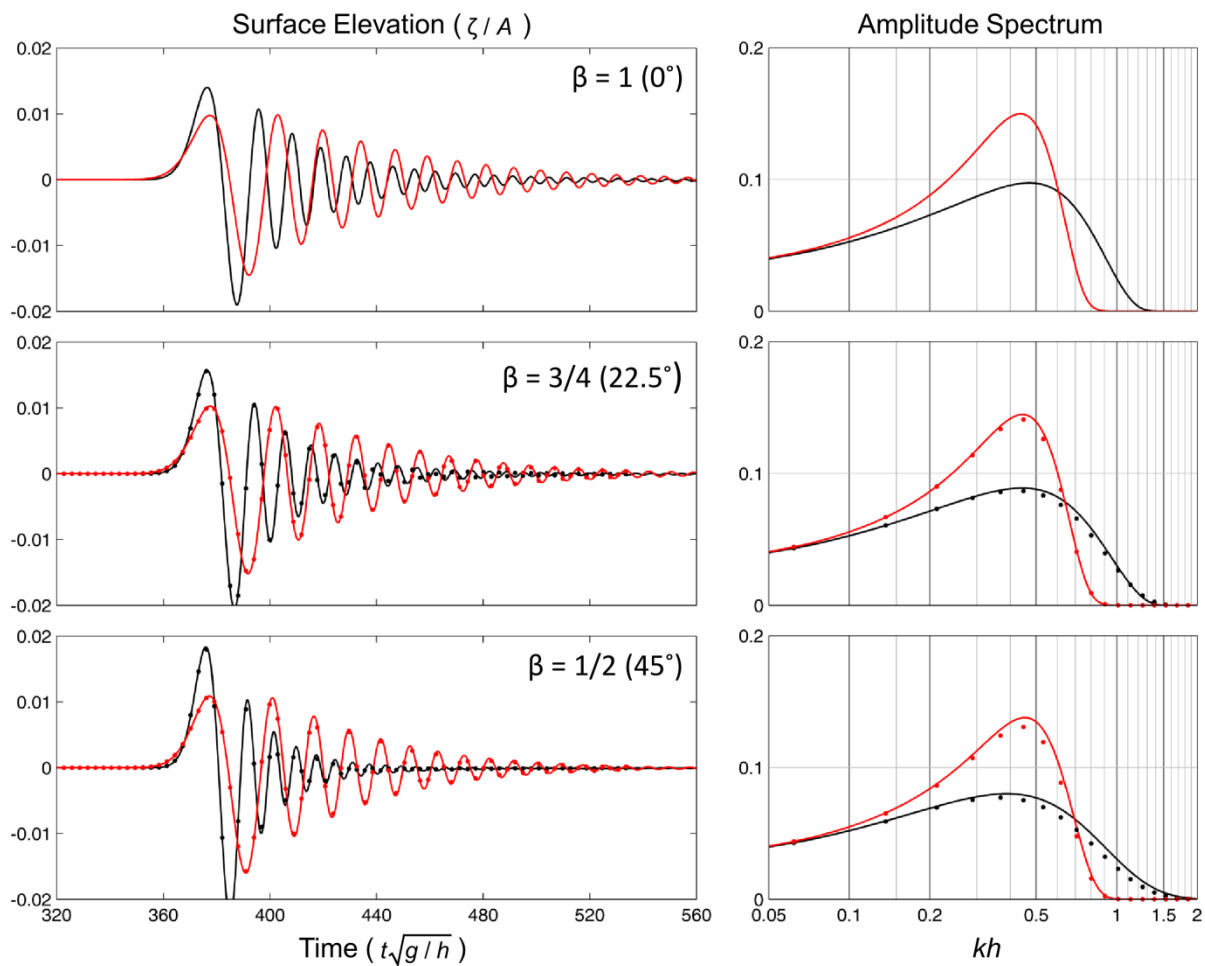 Surface Elevation ( ζ / A )
Amplitude Spectrum
0.02
0.01
0
-0.01
-0.02
β = 1 (0˚)
0.2
0.1
0
0.02
0.01
0
-0.01
-0.02
β = 3/4 (22.5˚)
0.2
0.1
0
0.02
0.01
0
-0.01
-0.02
β = 1/2 (45˚)
0.2
0.1
0
320 360 400 440 480 520 560
0.05 0.1 0.2 0.5 1 1.5 2
Time ( t√g / h )
kh